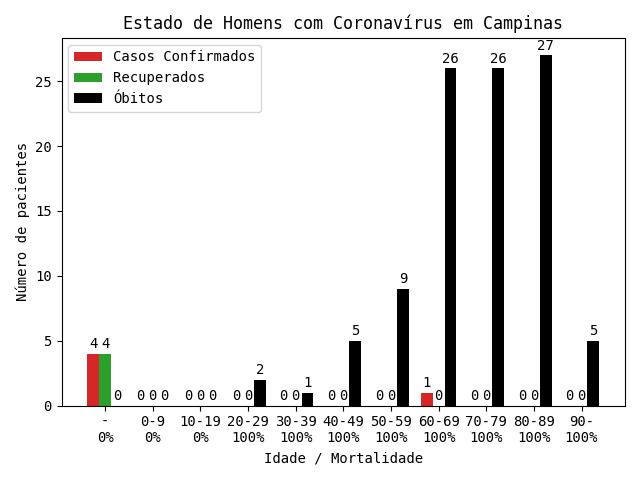 Estado de Homens com Coronavírus em Campinas
Casos Confirmados
Recuperados
Óbitos
Número de pacientes
25
20
15
10
5
0
4 4 0
0 0 0
0 0 0
0 0 2
0 0 1
0 0 5
0 0 9
1 0 26
0 0 26
0 0 27
0 0 5
- 0-9 10-19 20-29 30-39 40-49 50-59 60-69 70-79 80-89 90-
0% 0% 0% 100% 100% 100% 100% 100% 100% 100% 100%
Idade / Mortalidade